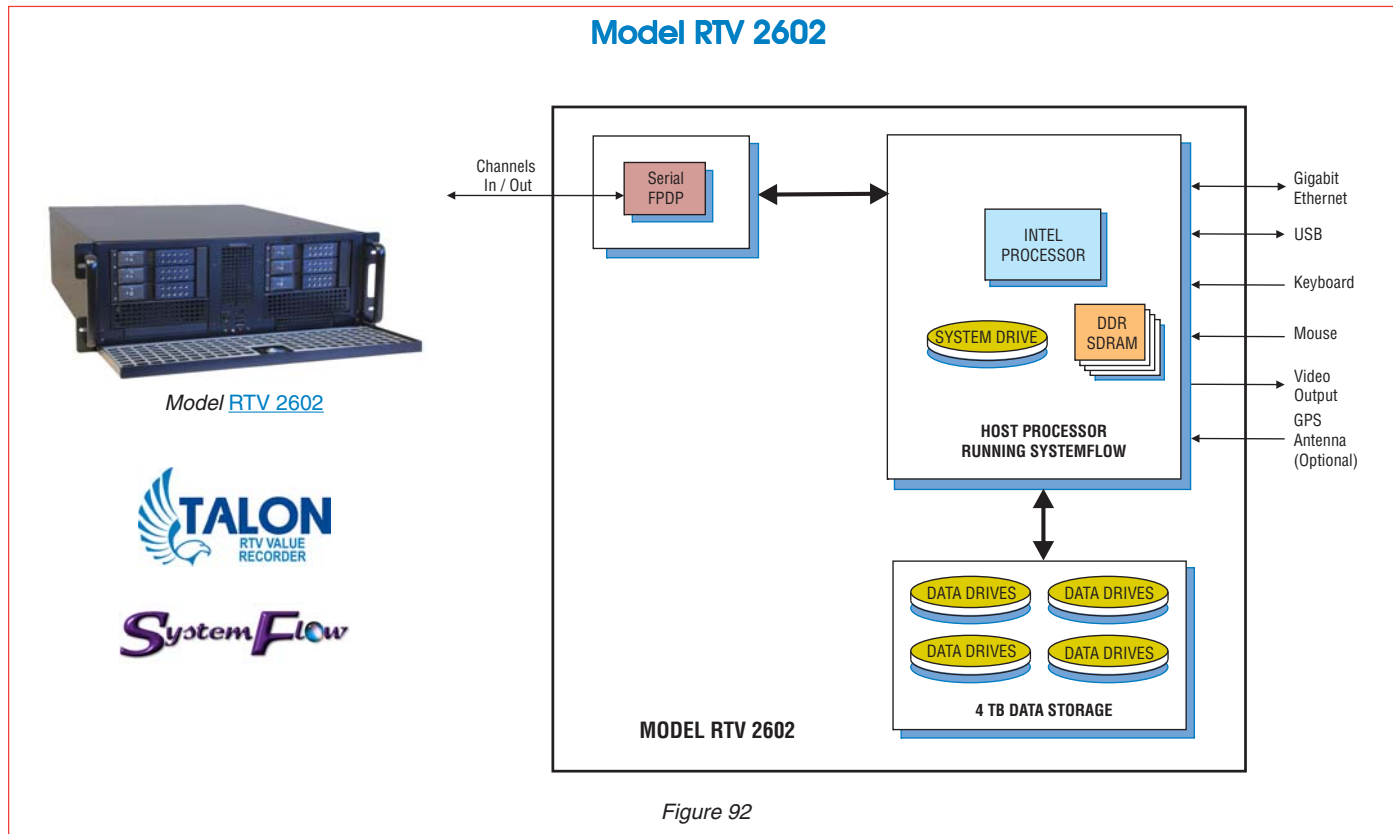 Model RTV 2602
Channels
In / Out
Serial
FPDP
INTEL
PROCESSOR
SYSTEM DRIVE
DDR
SDRAM
HOST PROCESSOR
RUNNING SYSTEMFLOW
Gigabit
Ethernet
USB
Keyboard
Mouse
Video
Output
GPS
Antenna
(Optional)
Model RTV 2602
TALON
RTV VALUE
RECORDER
SystemFlow
DATA DRIVES
DATA DRIVES
DATA DRIVES
DATA DRIVES
4 TB DATA STORAGE
MODEL RTV 2602
Figure 92